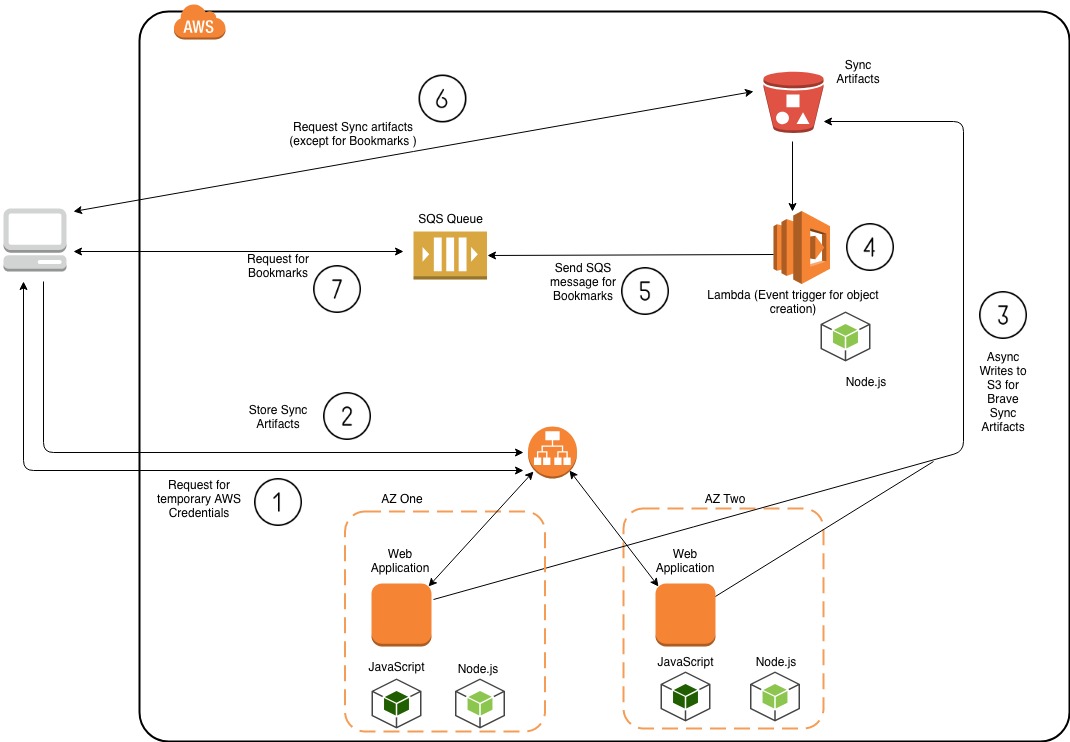 AWS
Sync
Artifacts
6
Request Sync artifacts
(except for Bookmarks )
SQS Queue
4
Request for
Bookmarks
7
Send SQS
message for
Bookmarks
5
Lambda (Event trigger for object
creation)
Node.js
3
Async
Writes to
S3 for
Brave
Sync
Artifacts
Store Sync
Artifacts
2
Request for
temporary AWS
Credentials
1
AZ One
AZ Two
Web
Application
Web
Application
JavaScript
Node.js
JavaScript
Node.js